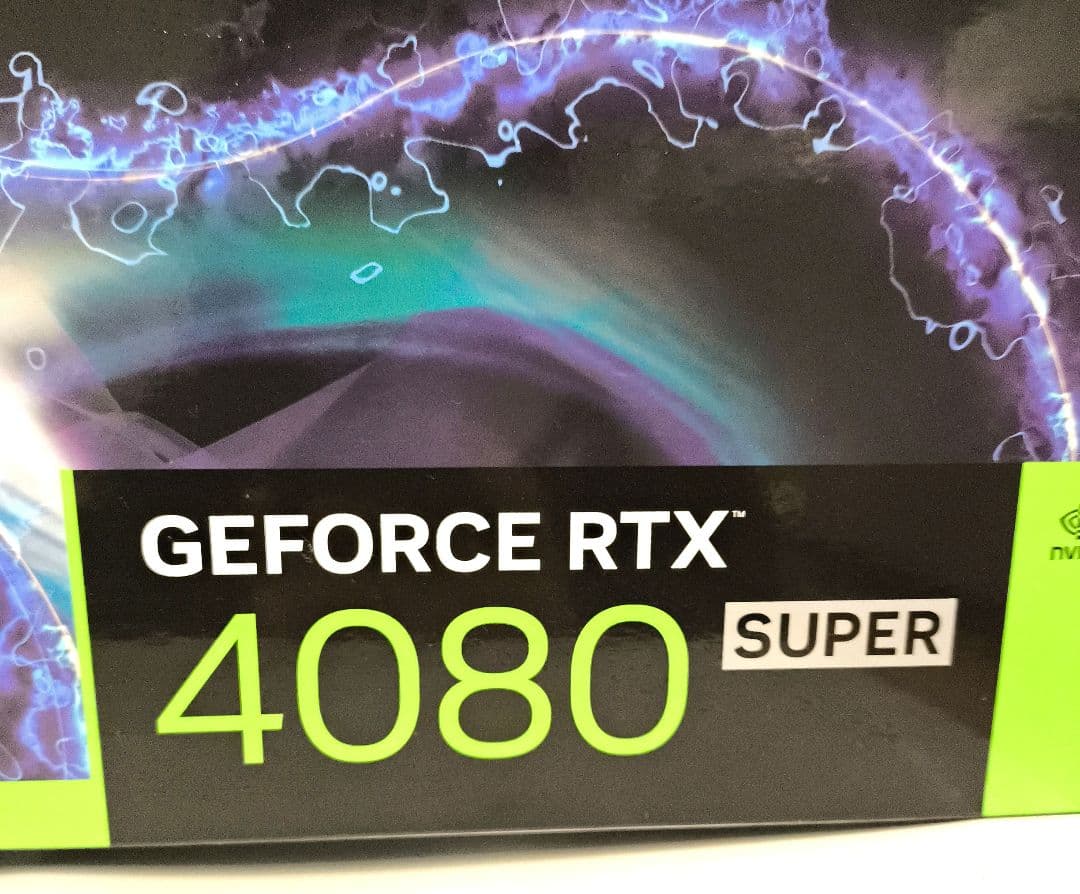 GEFORCE RTX™
4080 SUPER